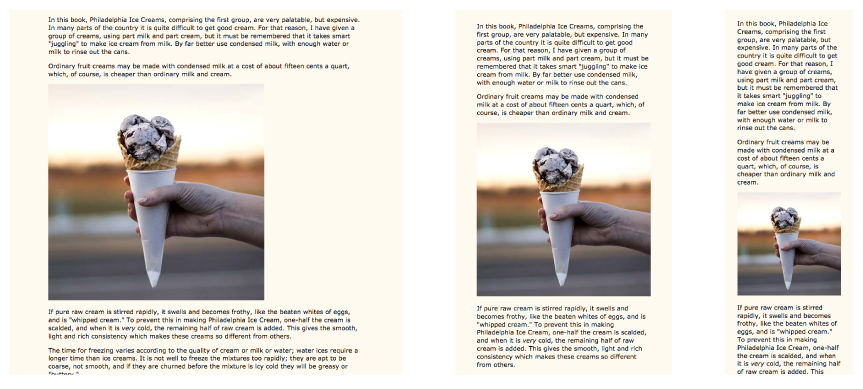 In this book, Philadelphia Ice Creams, comprising the first group, are very palatable, but expensive.
In many parts of the country it is quite difficult to get good cream. For that reason, I have given a
group of creams, using part milk and part cream, but it must be remembered that it takes smart
"juggling" to make ice cream from milk. By far better use condensed milk, with enough water or
milk to rinse out the cans.
Ordinary fruit creams may be made with condensed milk at a cost of about fifteen cents a quart,
which, of course, is cheaper than ordinary milk and cream.
If pure raw cream is stirred rapidly, it swells and becomes frothy, like the beaten whites of eggs,
and is "whipped cream." To prevent this in making Philadelphia Ice Cream, one-half the cream is
scalded, and when it is very cold, the remaining half of raw cream is added. This gives the smooth,
light and rich consistency which makes these creams so different from others.
The time for freezing varies according to the quality of cream or milk or water; water ices require a
longer time than ice creams. It is not well to freeze the mixtures too rapidly; they are apt to be
coarse, not smooth, and if they are churned before the mixture is icy cold they will be greasy or
"buttery."
In this book, Philadelphia Ice Creams, comprising the
first group, are very palatable, but expensive. In many
parts of the country it is quite difficult to get good
cream. For that reason, I have given a group of
creams, using part milk and part cream, but it must be
remembered that it takes smart "juggling" to make ice
cream from milk. By far better use condensed milk,
with enough water or milk to rinse out the cans.
Ordinary fruit creams may be made with condensed
milk at a cost of about fifteen cents a quart, which, of
course, is cheaper than ordinary milk and cream.
If pure raw cream is stirred rapidly, it swells and
becomes frothy, like the beaten whites of eggs, and is
"whipped cream." To prevent this in making
Philadelphia Ice Cream, one-half the cream is scalded,
and when it is very cold, the remaining half of raw
cream is added. This gives the smooth, light and rich
consistency which makes these creams so different
from others.
In this book, Philadelphia Ice
Creams, comprising the first
group, are very palatable, but
expensive. In many parts of the
country it is quite difficult to get
good cream. For that reason, I
have given a group of creams,
using part milk and part cream,
but it must be remembered that
it takes smart "juggling" to
make ice cream from milk. By
far better use condensed milk,
with enough water or milk to
rinse out the cans.
Ordinary fruit creams may be
made with condensed milk at a
cost of about fifteen cents a
quart, which, of course, is
cheaper than ordinary milk and
cream.
If pure raw cream is stirred
rapidly, it swells and becomes
frothy, like the beaten whites of
eggs, and is "whipped cream."
To prevent this in making
Philadelphia Ice Cream, one-half
the cream is scalded, and when
it is very cold, the remaining
half of raw cream is added. This